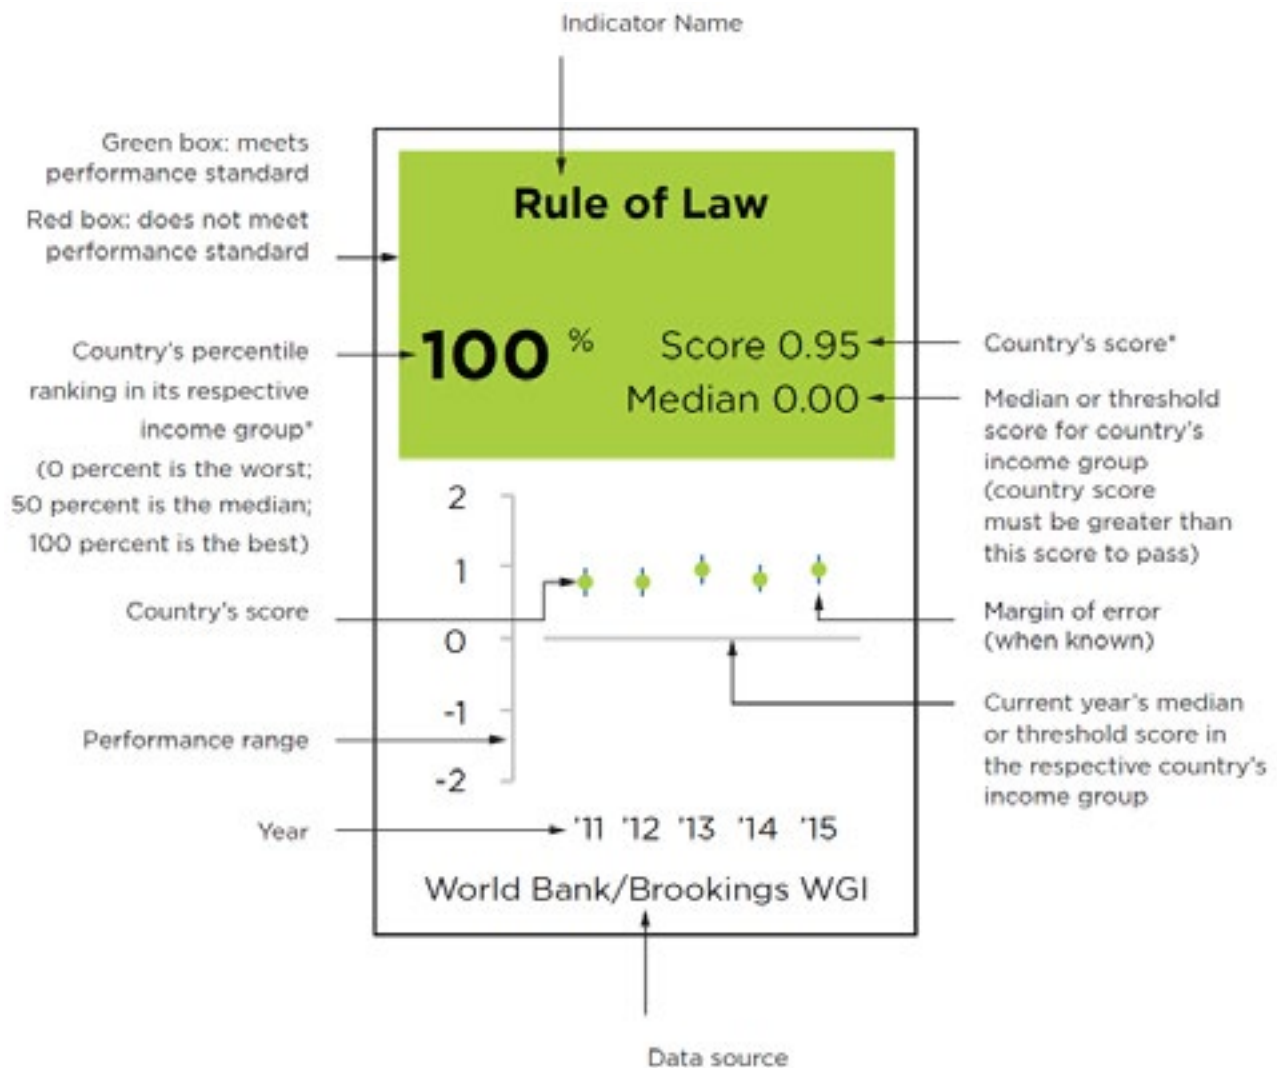 Indicator Name
Green box: meets
performance standard
Red box: does not meet
performance standard
Country's percentile
ranking in its respective
income group*
(0 percent is the worst;
50 percent is the median;
100 percent is the best)
Country's score
Performance range
Year
Rule of Law
100 %
Score 0.95
Median 0.00
2
1
0
-1
-2
'11 '12 '13 '14 '15
World Bank/Brookings WGI
Country's score*
Median or threshold
score for country's
income group
(country score
must be greater than
this score to pass)
Margin of error
(when known)
Current year's median
or threshold score in
the respective country's
income group
Data source